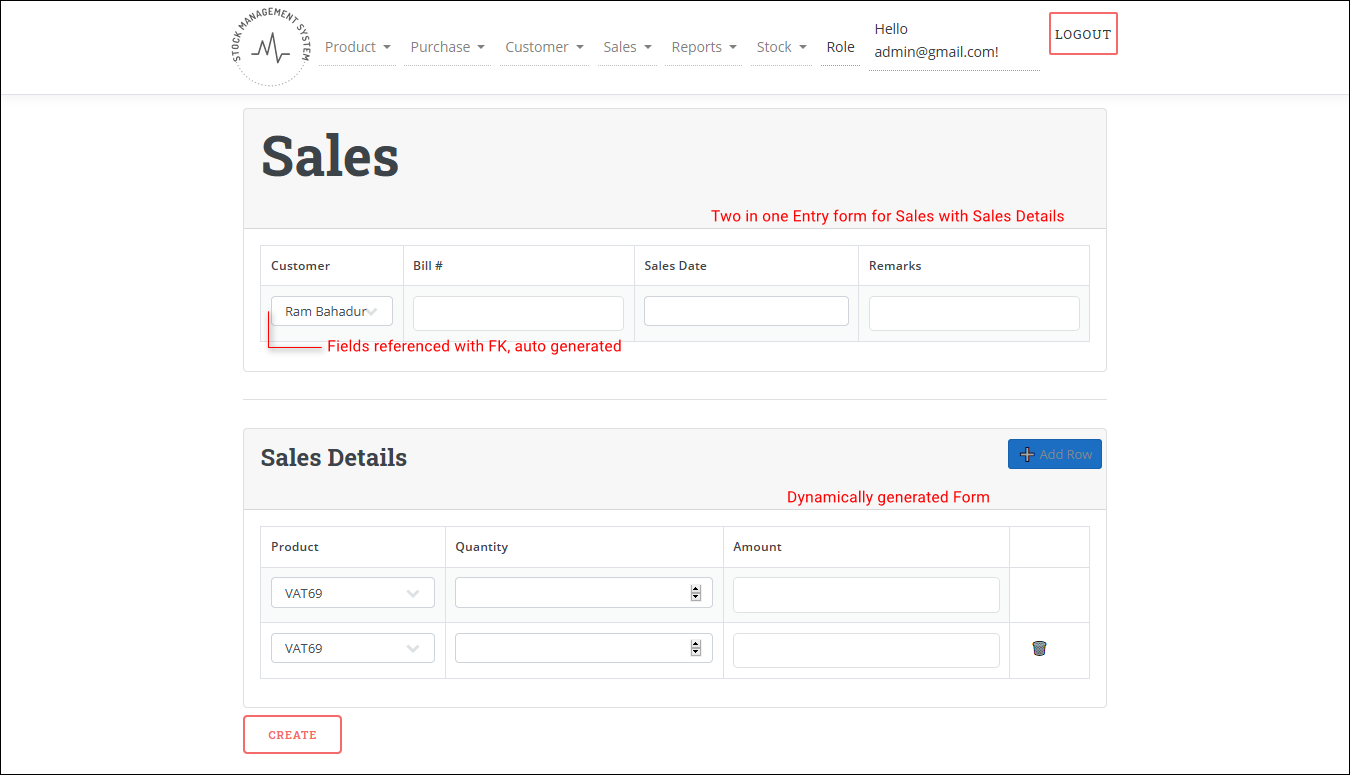 STOCK MANAGEMENT SYSTEM
Product
Purchase
Customer
Sales
Reports
Stock
Role
Hello
admin@gmail.com!
LOGOUT
Sales
Two in one Entry form for Sales with Sales Details
Customer
Bill #
Sales Date
Remarks
Ram Bahadur
Fields referenced with FK, auto generated
Sales Details
Add Row
Dynamically generated Form
Product
Quantity
Amount
VAT69
VAT69
CREATE